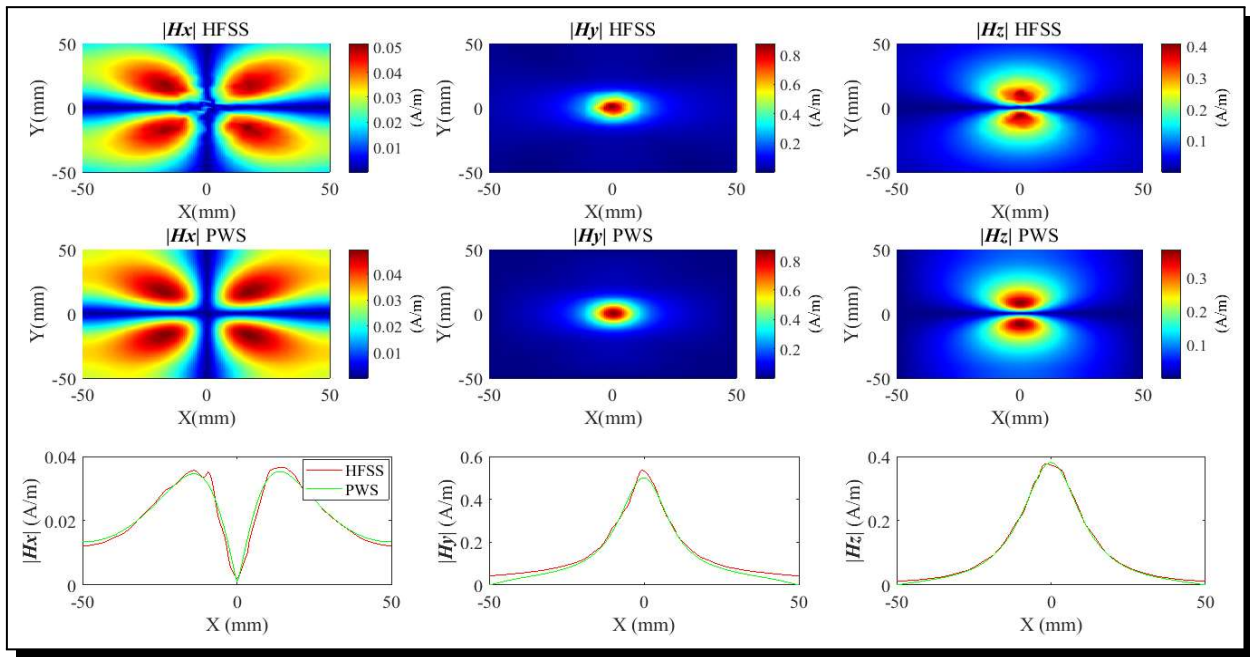 |Hx| HFSS
50
0
-50
Y(mm)
-50 0 50
X(mm)
0.05
0.04
0.03
0.02
0.01
(A/m)
|Hy| HFSS
50
0
-50
Y(mm)
-50 0 50
X(mm)
0.8
0.6
0.4
0.2
(A/m)
|Hz| HFSS
50
0
-50
Y(mm)
-50 0 50
X(mm)
0.4
0.3
0.2
0.1
(A/m)
|Hx| PWS
50
0
-50
Y(mm)
-50 0 50
X(mm)
0.04
0.03
0.02
0.01
(A/m)
|Hy| PWS
50
0
-50
Y(mm)
-50 0 50
X(mm)
0.8
0.6
0.4
0.2
(A/m)
|Hz| PWS
50
0
-50
Y(mm)
-50 0 50
X(mm)
0.3
0.2
0.1
(A/m)
0.04
0.02
0
|Hx| (A/m)
HFSS
PWS
-50 0 50
X (mm)
0.6
0.4
0.2
0
|Hy| (A/m)
-50 0 50
X (mm)
0.4
0.2
0
|Hz| (A/m)
-50 0 50
X (mm)